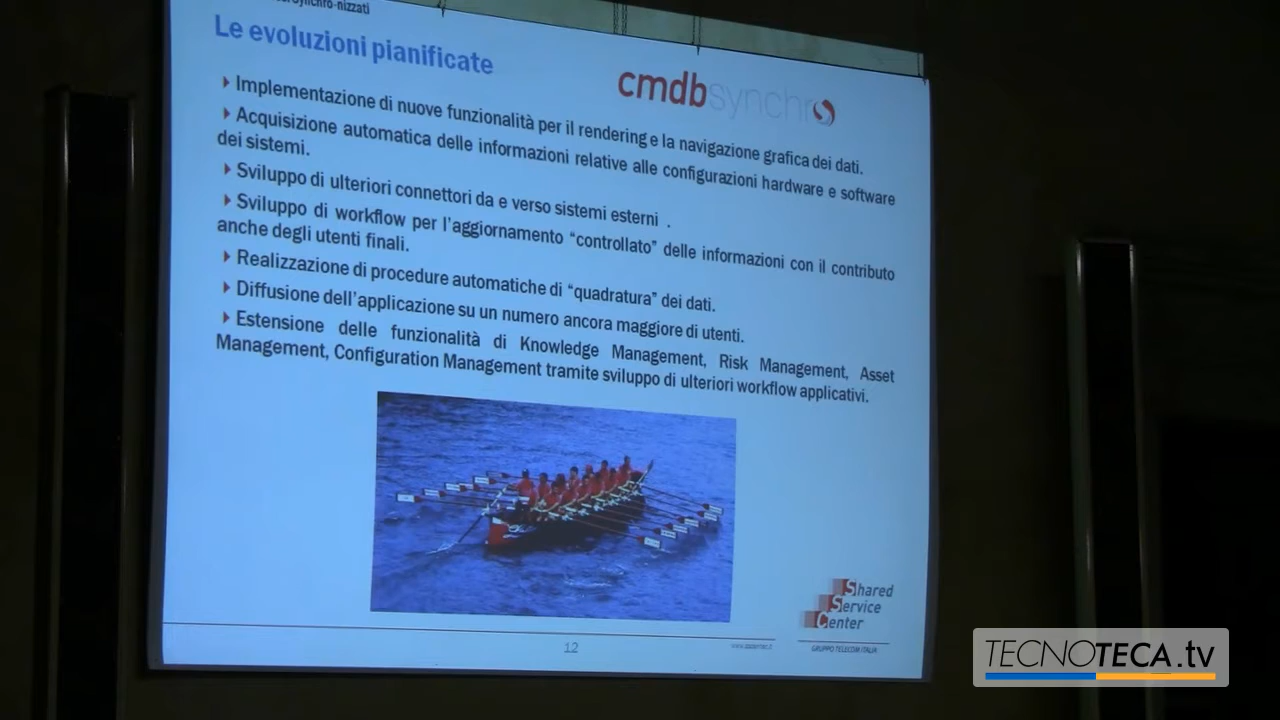 Le evoluzioni pianificate
cmdbsynchro
Implementazione di nuove funzionalità per il rendering e la navigazione grafica dei dati.
Acquisizione automatica delle informazioni relative alle configurazioni hardware e software
dei sistemi.
Sviluppo di ulteriori connettori da e verso sistemi esterni .
Sviluppo di workflow per l'aggiornamento “controllato” delle informazioni con il contributo
anche degli utenti finali.
Realizzazione di procedure automatiche di “quadratura” dei dati.
Diffusione dell'applicazione su un numero ancora maggiore di utenti.
Estensione delle funzionalità di Knowledge Management, Risk Management, Asset
Management, Configuration Management tramite sviluppo di ulteriori workflow applicativi.
Shared
Service
Center
12
GRUPPO TELECOM ITALIA
TECNOTECA.tv